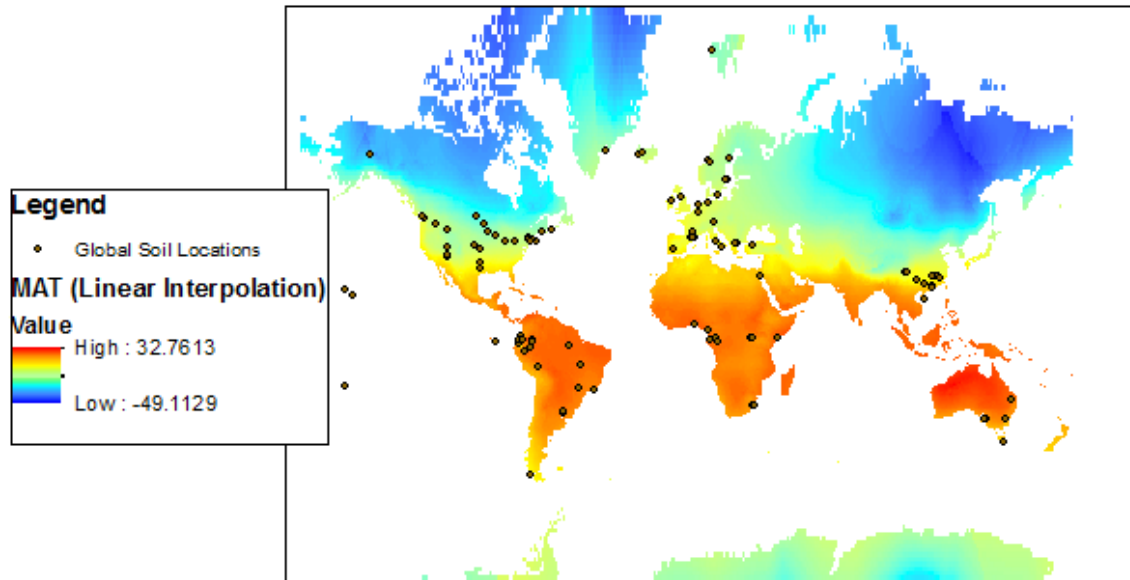 Legend
Global Soil Locations
MAT (Linear Interpolation)
Value
High : 32.7613
Low : -49.1129